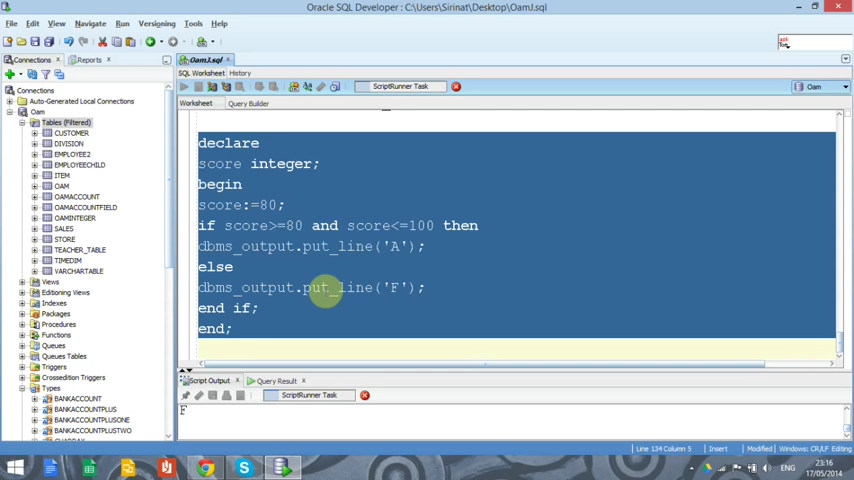 Oracle SQL Developer : C:\Users\Sirinat\Desktop\OamJ.sql
File Edit View Navigate Run Versioning Tools Help
ask
Tom
Connections Reports OamJ.sql
SQL Worksheet History
ScriptRunner Task Oam
Worksheet Query Builder
Connections
Auto-Generated Local Connections
Oam
Tables (Filtered)
CUSTOMER
DIVISION
EMPLOYEE2
EMPLOYEECHILD
ITEM
OAM
OAMACCOUNT
OAMACCOUNTFIELD
OAMINTEGER
SALES
STORE
TEACHER_TABLE
TIMEDIM
VARCHARTABLE
Views
Editioning Views
Indexes
Packages
Procedures
Functions
Queues
Queues Tables
Triggers
Crossedition Triggers
Types
BANKACCOUNT
BANKACCOUNTPLUS
BANKACCOUNTPLUSONE
BANKACCOUNTPLUSTWO
declare
score integer;
begin
score:=80;
if score>=80 and score<=100 then
dbms_output.put_line('A');
else
dbms_output.put_line('F');
end if;
end;
Script Output Query Result
ScriptRunner Task
F
Line 134 Column 5 Insert Modified Windows: CR/LF Editing
ENG
23:16
17/05/2014